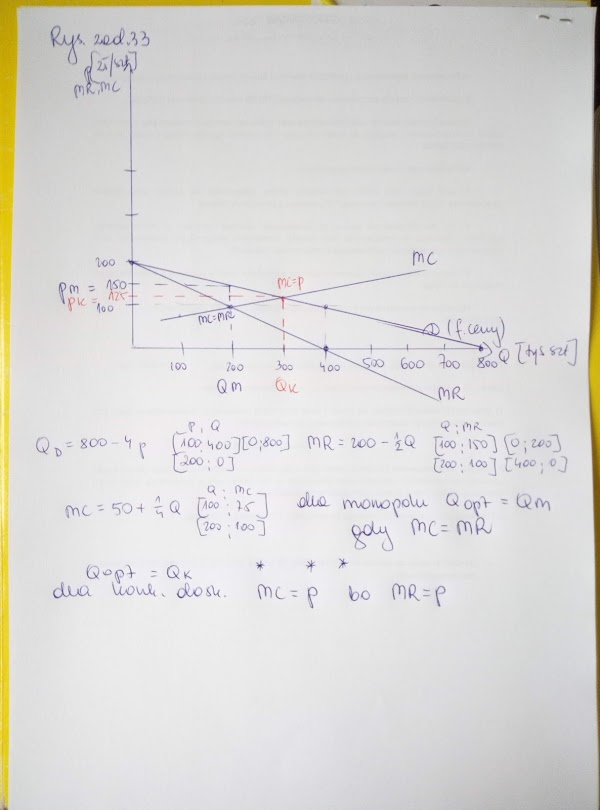 Rys. zad. 33
p [zł/szt]
MR, MC
200
pm = 150
pk = 125
100
MC
MC=P
MC=MR
D (f. ceny)
100 200 300 400 500 600 700 800 Q [tys szt]
Qm Qk
MR
p ; Q
Q ; MR
QD = 800 - 4p [100; 400] [0; 800] MR = 200 - ½Q [100; 150] [0; 200]
[200; 0] [200; 100] [400; 0]
Q ; MC
MC = 50 + ¼Q [100; 75] dla monopolu Qopt = Qm
[200; 100] gdy MC = MR
Qopt = Qk * * *
dla konk. dosk. MC = p bo MR = p